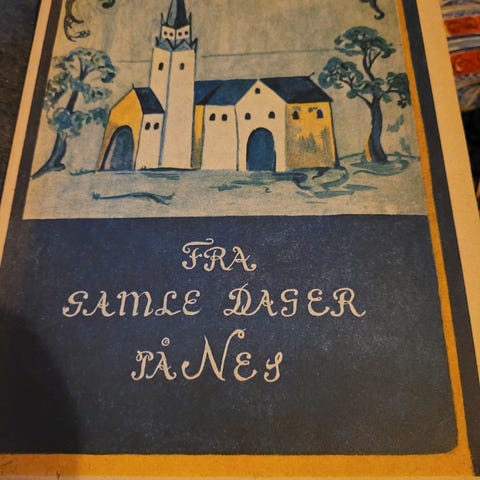 FRA
GAMLE DAGER
PÅ NES